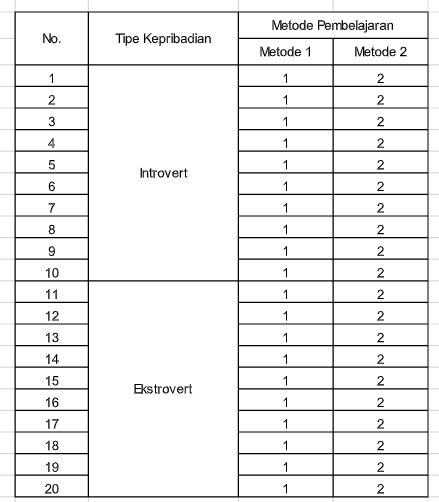 No. Tipe Kepribadian Metode Pembelajaran
Metode 1 Metode 2
1 1 2
2 1 2
3 1 2
4 1 2
5 1 2
Introvert
6 1 2
7 1 2
8 1 2
9 1 2
10 1 2
11 1 2
12 1 2
13 1 2
14 1 2
15 1 2
Ekstrovert
16 1 2
17 1 2
18 1 2
19 1 2
20 1 2